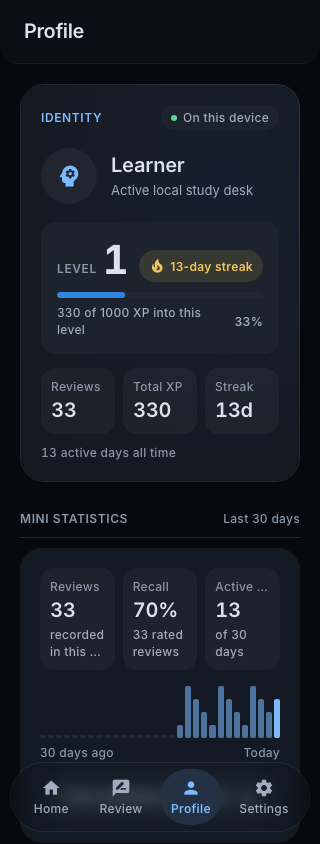 Profile
IDENTITY
On this device
Learner
Active local study desk
LEVEL 1
13-day streak
330 of 1000 XP into this
level
33%
Reviews
33
Total XP
330
Streak
13d
13 active days all time
MINI STATISTICS
Last 30 days
Reviews
33
recorded
in this ...
Recall
70%
33 rated
reviews
Active ...
13
of 30
days
30 days ago
Today
Home
Review
Profile
Settings